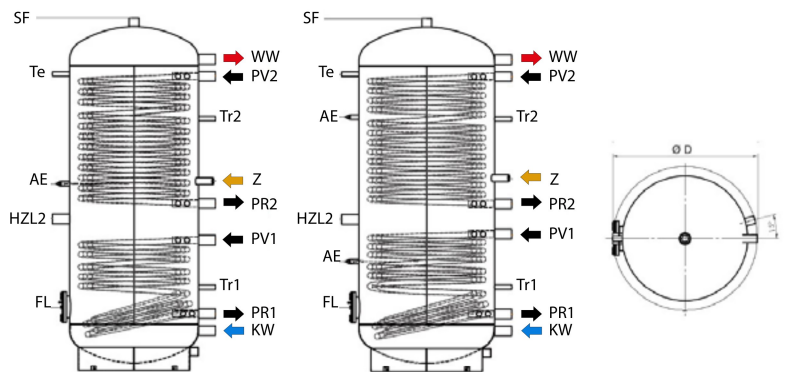 SF
WW
Te
PV2
Tr2
AE
Z
PR2
HZL2
PV1
Tr1
FL
PR1
KW
SF
WW
Te
PV2
AE
Tr2
Z
PR2
HZL2
PV1
AE
Tr1
FL
PR1
KW
Ø D